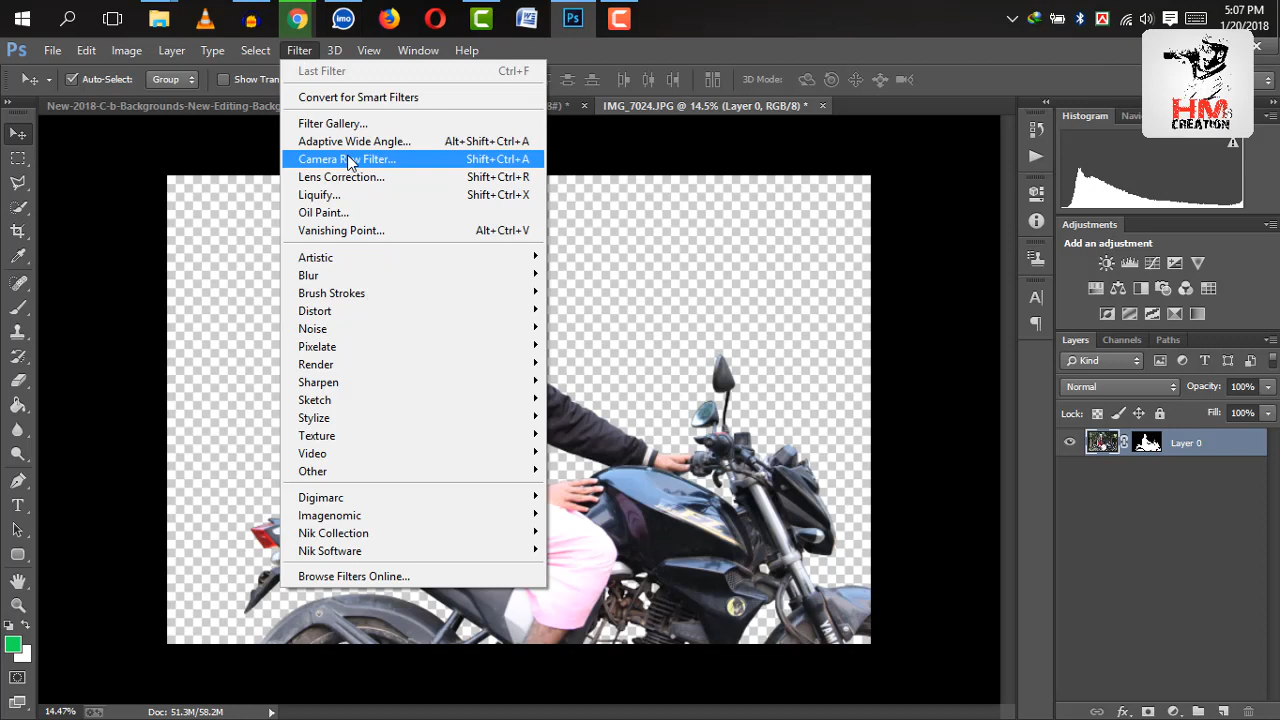 5:07 PM
1/20/2018
imo
Ps
Ps File Edit Image Layer Type Select Filter 3D View Window Help
Auto-Select: Group Show Tran 3D Mode:
New-2018-C-b-Backgrounds-New-Editing-Backg 8#) * × IMG_7024.JPG @ 14.5% (Layer 0, RGB/8) * ×
HM
CREATION
Last Filter Ctrl+F
Convert for Smart Filters
Filter Gallery...
Adaptive Wide Angle... Alt+Shift+Ctrl+A
Camera Raw Filter... Shift+Ctrl+A
Lens Correction... Shift+Ctrl+R
Liquify... Shift+Ctrl+X
Oil Paint...
Vanishing Point... Alt+Ctrl+V
Artistic
Blur
Brush Strokes
Distort
Noise
Pixelate
Render
Sharpen
Sketch
Stylize
Texture
Video
Other
Digimarc
Imagenomic
Nik Collection
Nik Software
Browse Filters Online...
Histogram Nav
Adjustments
Add an adjustment
Layers Channels Paths
Kind
Normal Opacity: 100%
Lock: Fill: 100%
Layer 0
14.47% Doc: 51.3M/58.2M